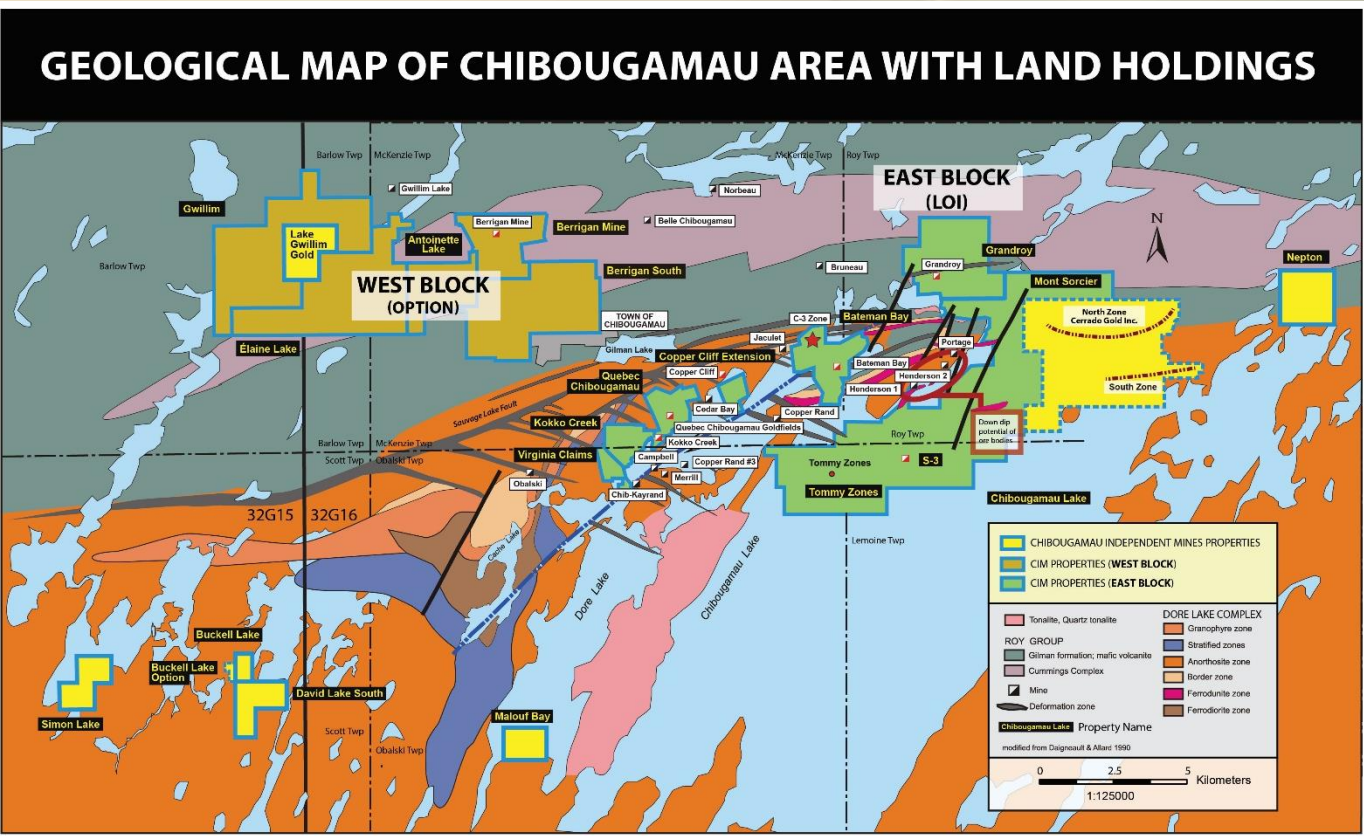 GEOLOGICAL MAP OF CHIBOUGAMAU AREA WITH LAND HOLDINGS
Barlow Twp
McKenzie Twp
McKenzie Twp
Roy Twp
Gwillim Lake
Norbeau
EAST BLOCK
(LOI)
N
Gwillim
Berrigan Mine
Berrigan Mine
Belle Chibougamau
Lake
Gwillim
Gold
Antoinette
Lake
Grandroy
Nepton
Barlow Twp
Berrigan South
Bruneau
Grandroy
Mont Sorcier
WEST BLOCK
(OPTION)
TOWN OF
CHIBOUGAMAU
C-3 Zone
Bateman Bay
North Zone
Cerrado Gold Inc.
Élaine Lake
Gilman Lake
Jaculet
Portage
Copper Cliff Extension
Bateman Bay
Copper Cliff
Henderson 2
Quebec
Chibougamau
Henderson 1
South Zone
Sauvage Lake Fault
Cedar Bay
Copper Rand
Kokko Creek
Quebec Chibougamau Goldfields
Down dip
potential of
ore bodies
Barlow Twp
McKenzie Twp
Kokko Creek
Roy Twp
Scott Twp
Obalski Twp
Virginia Claims
Campbell
Copper Rand #3
Tommy Zones
S-3
Obalski
Merrill
Chib-Kayrand
Tommy Zones
Chibougamau Lake
32G15
32G16
Cache Lake
Lemoine Twp
Dore Lake
Chibougamau Lake
CHIBOUGAMAU INDEPENDENT MINES PROPERTIES
CIM PROPERTIES (WEST BLOCK)
CIM PROPERTIES (EAST BLOCK)
Tonalite, Quartz tonalite
ROY GROUP
Gilman formation; mafic volcanite
Cummings Complex
Mine
Deformation zone
Chibougamau Lake Property Name
modified from Daigneault & Allard 1990
DORE LAKE COMPLEX
Granophyre zone
Stratified zones
Anorthosite zone
Border zone
Ferrodunite zone
Ferrodiorite zone
Buckell Lake
Buckell Lake
Option
David Lake South
Simon Lake
Malouf Bay
Scott Twp
Obalski Twp
0 2.5 5
Kilometers
1:125000